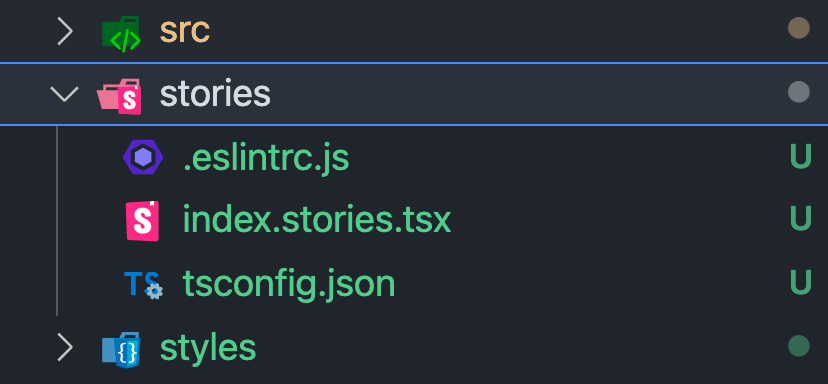 src
stories
.eslintrc.js U
index.stories.tsx U
tsconfig.json U
styles